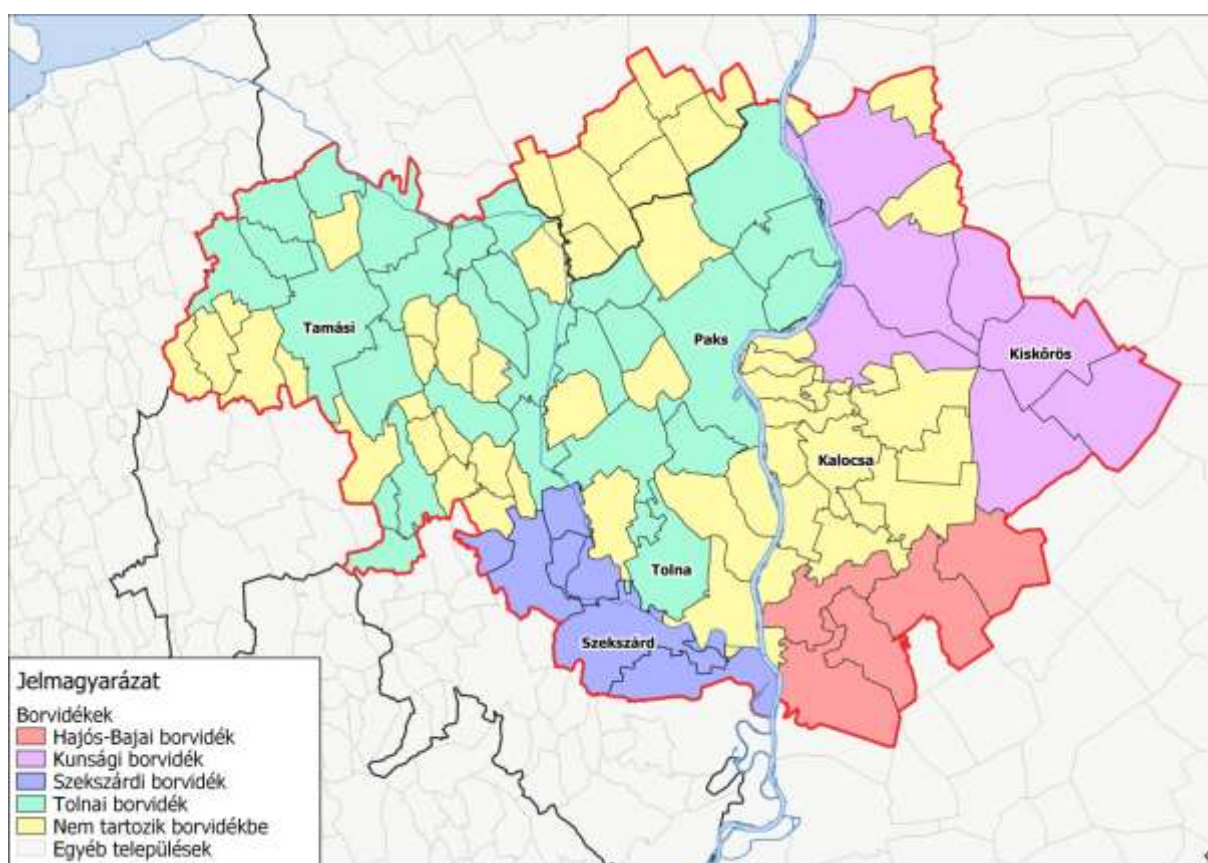 Tamási
Paks
Kiskőrös
Kalocsa
Tolna
Szekszárd
Jelmagyarázat
Borvidékek
Hajós-Bajai borvidék
Kunsági borvidék
Szekszárdi borvidék
Tolnai borvidék
Nem tartozik borvidékbe
Egyéb települések